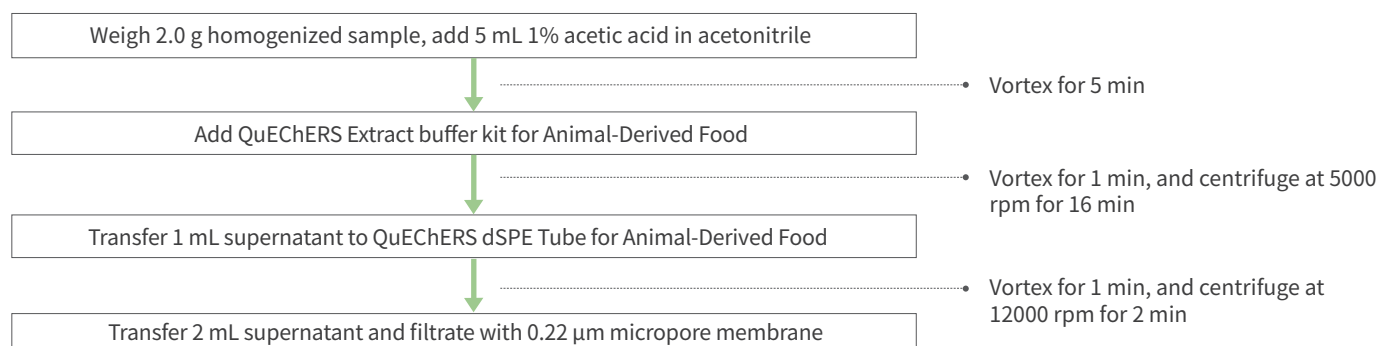 Weigh 2.0 g homogenized sample, add 5 mL 1% acetic acid in acetonitrile
Vortex for 5 min
Add QuEChERS Extract buffer kit for Animal-Derived Food
Vortex for 1 min, and centrifuge at 5000
rpm for 16 min
Transfer 1 mL supernatant to QuEChERS dSPE Tube for Animal-Derived Food
Vortex for 1 min, and centrifuge at
12000 rpm for 2 min
Transfer 2 mL supernatant and filtrate with 0.22 μm micropore membrane